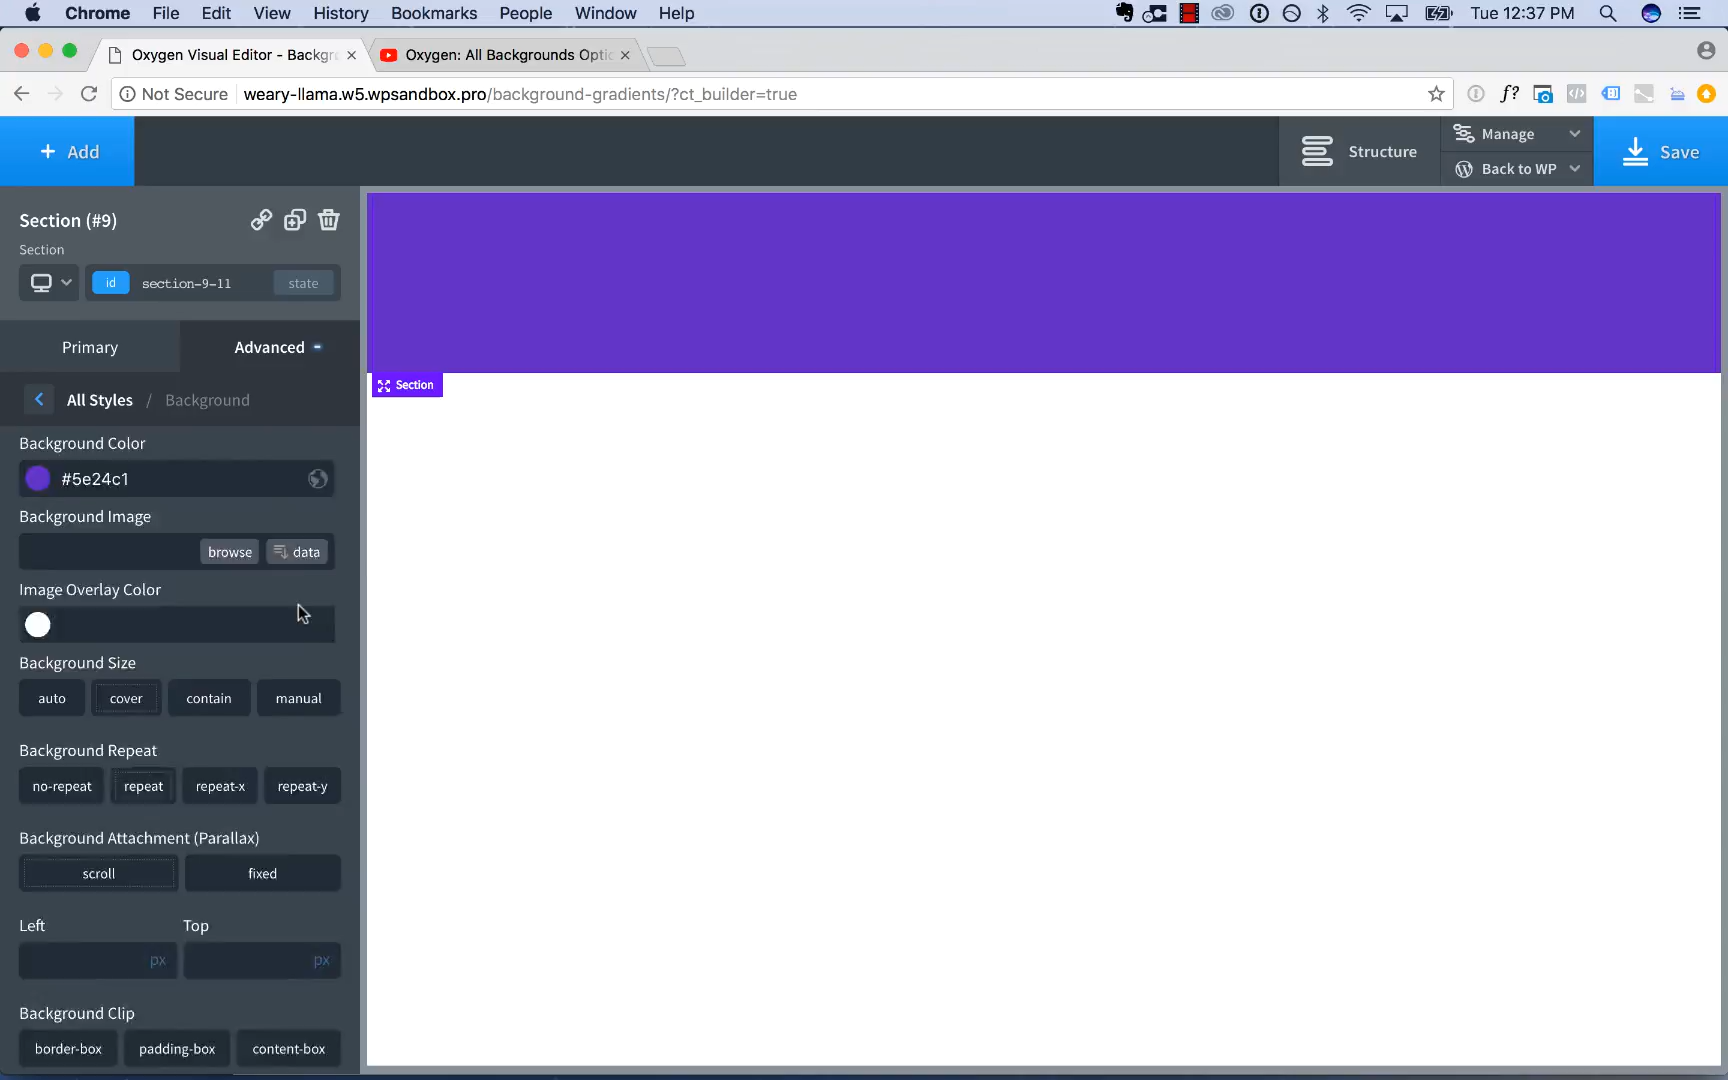 Chrome File Edit View History Bookmarks People Window Help Tue 12:37 PM
Oxygen Visual Editor - Backgr
Oxygen: All Backgrounds Optic
Not Secure weary-llama.w5.wpsandbox.pro/background-gradients/?ct_builder=true
f?
+ Add
Structure
Manage
Back to WP
Save
Section (#9)
Section
id section-9-11 state
Primary Advanced
All Styles / Background
Section
Background Color
#5e24c1
Background Image
browse data
Image Overlay Color
Background Size
auto cover contain manual
Background Repeat
no-repeat repeat repeat-x repeat-y
Background Attachment (Parallax)
scroll fixed
Left Top
px px
Background Clip
border-box padding-box content-box